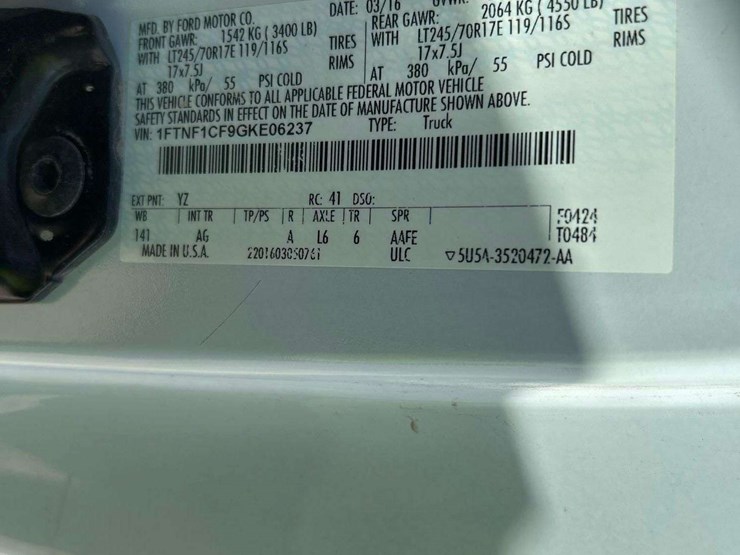 MFD. BY FORD MOTOR CO. DATE: 03/16 GVWR:
FRONT GAWR: 1542 KG ( 3400 LB) REAR GAWR: 2064 KG ( 4550 LB)
WITH LT245/70R17E 119/116S TIRES WITH LT245/70R17E 119/116S TIRES
17x7.5J RIMS 17x7.5J RIMS
AT 380 kPa/ 55 PSI COLD AT 380 kPa/ 55 PSI COLD
THIS VEHICLE CONFORMS TO ALL APPLICABLE FEDERAL MOTOR VEHICLE
SAFETY STANDARDS IN EFFECT ON THE DATE OF MANUFACTURE SHOWN ABOVE.
VIN: 1FTNF1CF9GKE06237 TYPE: Truck
EXT PNT: YZ RC: 41 DSO:
WB INT TR TP/PS R AXLE TR SPR F0424
141 AG A L6 6 AAFE T0484
MADE IN U.S.A. ULC ▽5U5A-3520472-AA